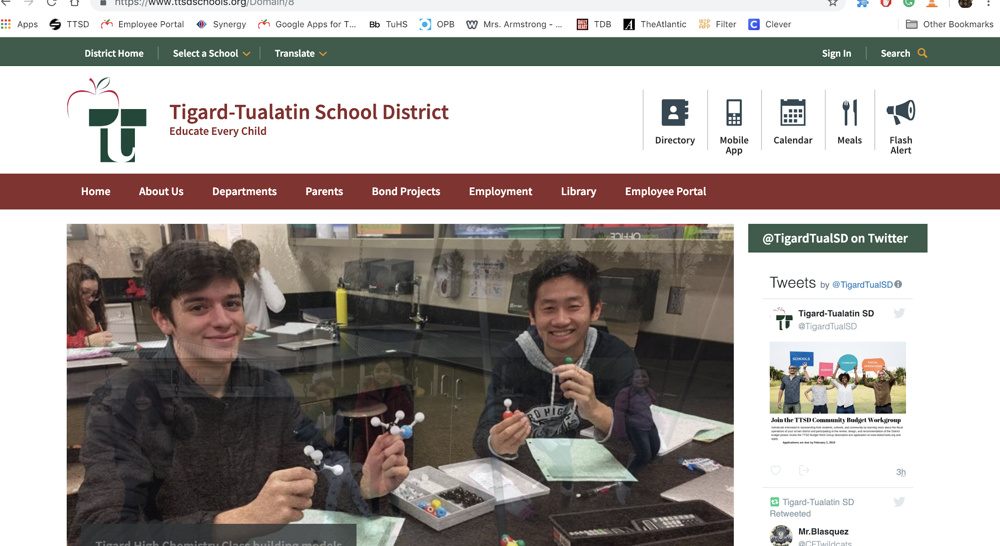 https://www.ttsdschools.org/Domain/8
Apps TTSD Employee Portal Synergy Google Apps for T... Bb TuHS OPB W Mrs. Armstrong - ... DAILY BEAST TDB A TheAtlantic W2P APP Filter C Clever Other Bookmarks
District Home Select a School Translate Sign In Search
Tigard-Tualatin School District
Educate Every Child
Directory
Mobile App
Calendar
Meals
Flash Alert
Home About Us Departments Parents Bond Projects Employment Library Employee Portal
OFFICE
RD HIGH
Tigard High Chemistry Class building models
@TigardTualSD on Twitter
Tweets by @TigardTualSD
Tigard-Tualatin SD
@TigardTualSD
SCHOOLS
BUDGET
COMMUNITY
FISCAL
OPERATIONS
Join the TTSD Community Budget Workgroup
Individuals interested in representing their students, schools, and community by learning more about the fiscal
operations of your school district and participating in the review, design, and recommendation of the District
budget please review the TTSD Budget Work Group description and application at www.ttsdschools.org and
apply.
Applications are due by February 1, 2019
3h
Tigard-Tualatin SD
Retweeted
Mr.Blasquez
@CFTwildcats